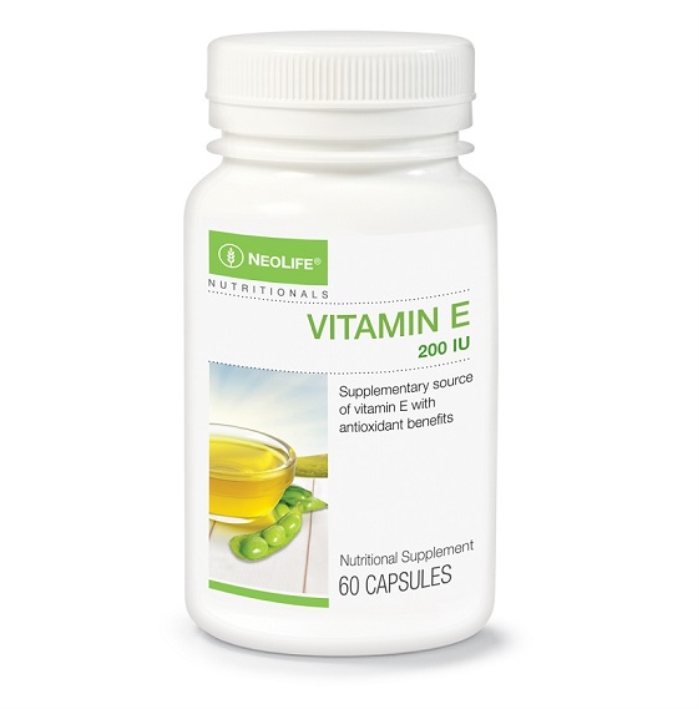 NEOLIFE®
NUTRITIONALS
VITAMIN E
200 IU
Supplementary source
of vitamin E with
antioxidant benefits
Nutritional Supplement
60 CAPSULES